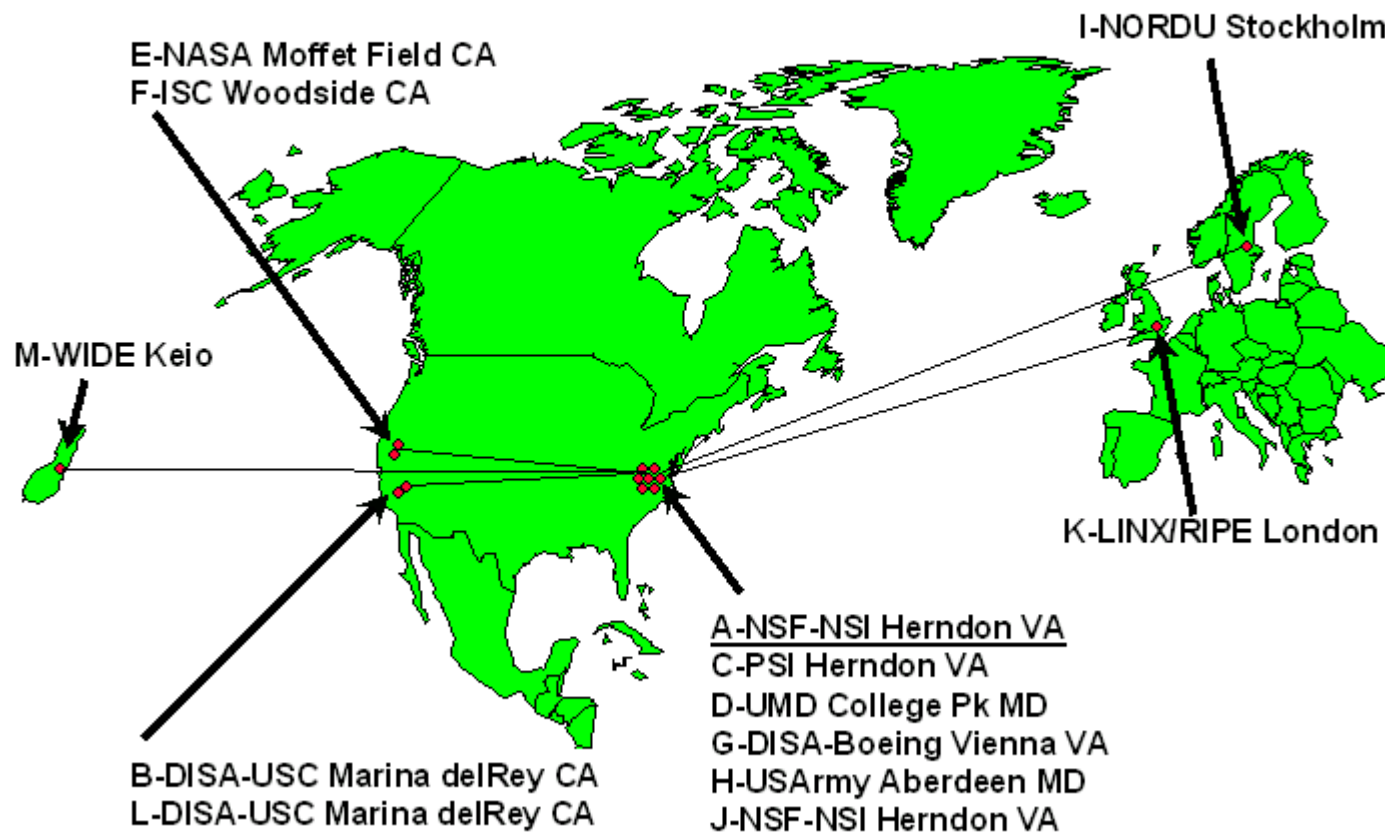 I-NORDU Stockholm
E-NASA Moffet Field CA
F-ISC Woodside CA
M-WIDE Keio
K-LINX/RIPE London
A-NSF-NSI Herndon VA
C-PSI Herndon VA
D-UMD College Pk MD
G-DISA-Boeing Vienna VA
H-USArmy Aberdeen MD
J-NSF-NSI Herndon VA
B-DISA-USC Marina delRey CA
L-DISA-USC Marina delRey CA